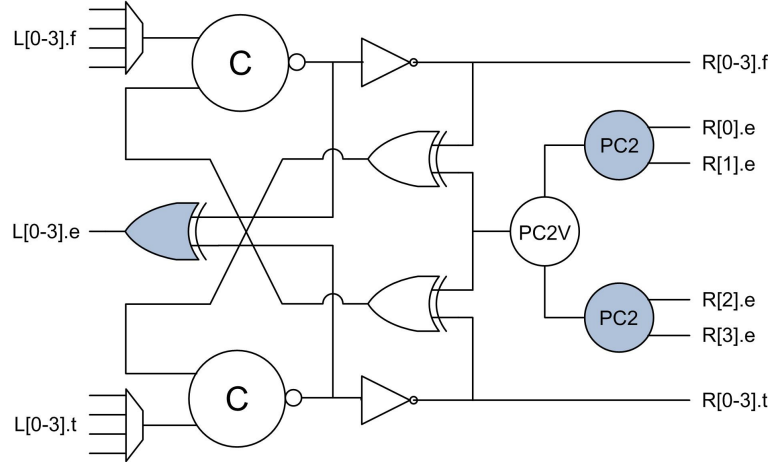 L[0-3].f
C
R[0-3].f
R[0].e
PC2
R[1].e
L[0-3].e
PC2V
R[2].e
PC2
R[3].e
C
R[0-3].t
L[0-3].t